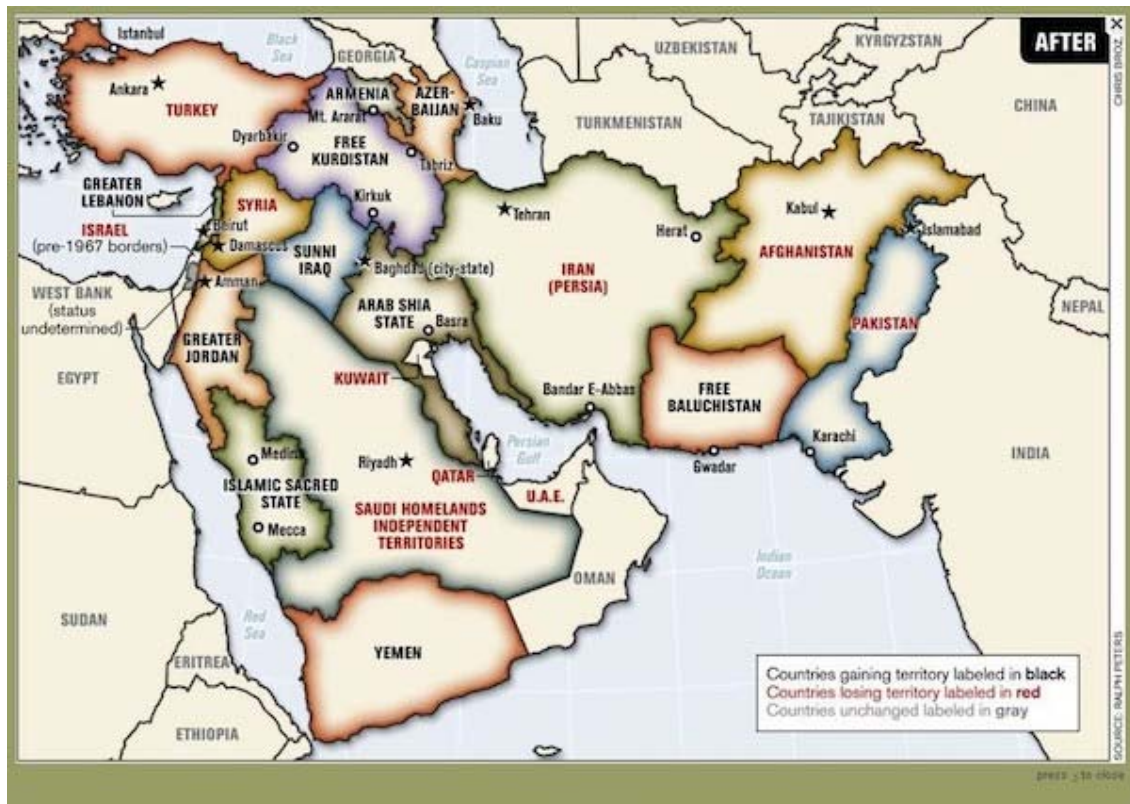 AFTER
Istanbul
Black
Sea
GEORGIA
Caspian
Sea
UZBEKISTAN
KYRGYZSTAN
CHRIS BROZ.
Ankara
TURKEY
ARMENIA
AZER-
BAIJAN
Mt. Ararat
Baku
TURKMENISTAN
TAJIKISTAN
CHINA
Dyarbakir
FREE
KURDISTAN
Tabriz
GREATER
LEBANON
SYRIA
Kirkuk
Tehran
Herat
Kabul
Islamabad
ISRAEL
(pre-1967 borders)
Beirut
Damascus
SUNNI
IRAQ
Baghdad (city-state)
IRAN
(PERSIA)
AFGHANISTAN
WEST BANK
(status
undetermined)
Amman
ARAB SHIA
STATE
Basra
PAKISTAN
NEPAL
GREATER
JORDAN
EGYPT
KUWAIT
Bandar E-Abbas
FREE
BALUCHISTAN
Karachi
INDIA
Medina
Riyadh
Persian
Gulf
Gwadar
QATAR
U.A.E.
ISLAMIC SACRED
STATE
Mecca
SAUDI HOMELANDS
INDEPENDENT
TERRITORIES
Indian
Ocean
OMAN
SUDAN
Red
Sea
ERITREA
YEMEN
ETHIOPIA
Countries gaining territory labeled in black
Countries losing territory labeled in red
Countries unchanged labeled in gray
SOURCE: RALPH PETERS
press to close